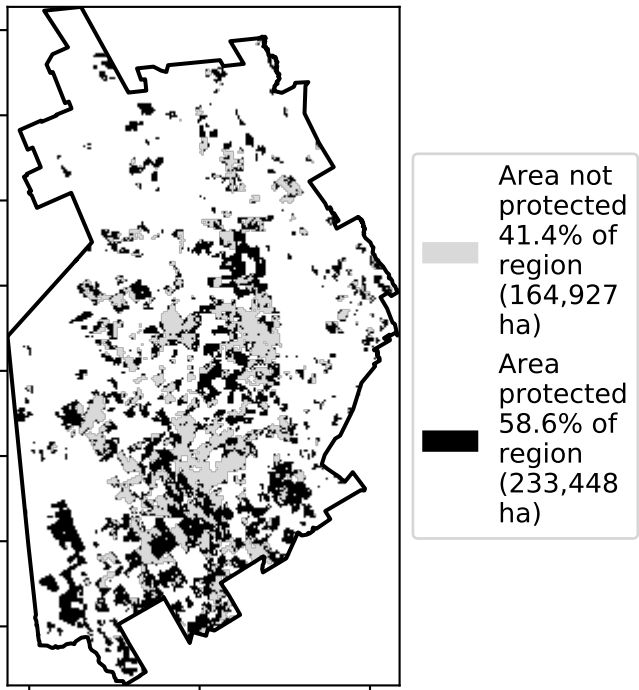 Area not
protected
41.4% of
region
(164,927
ha)
Area
protected
58.6% of
region
(233,448
ha)